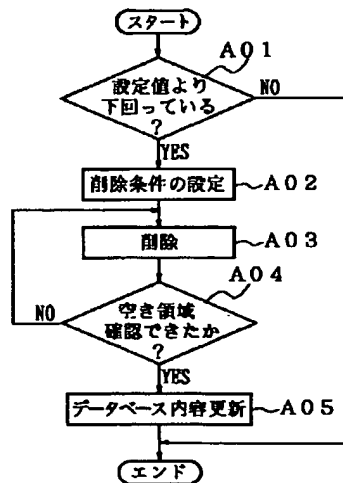 スタート
A01
設定値より
下回っている
?
NO
YES
削除条件の設定
A02
削除
A03
A04
空き領域
確認できたか
?
NO
YES
データベース内容更新
A05
エンド